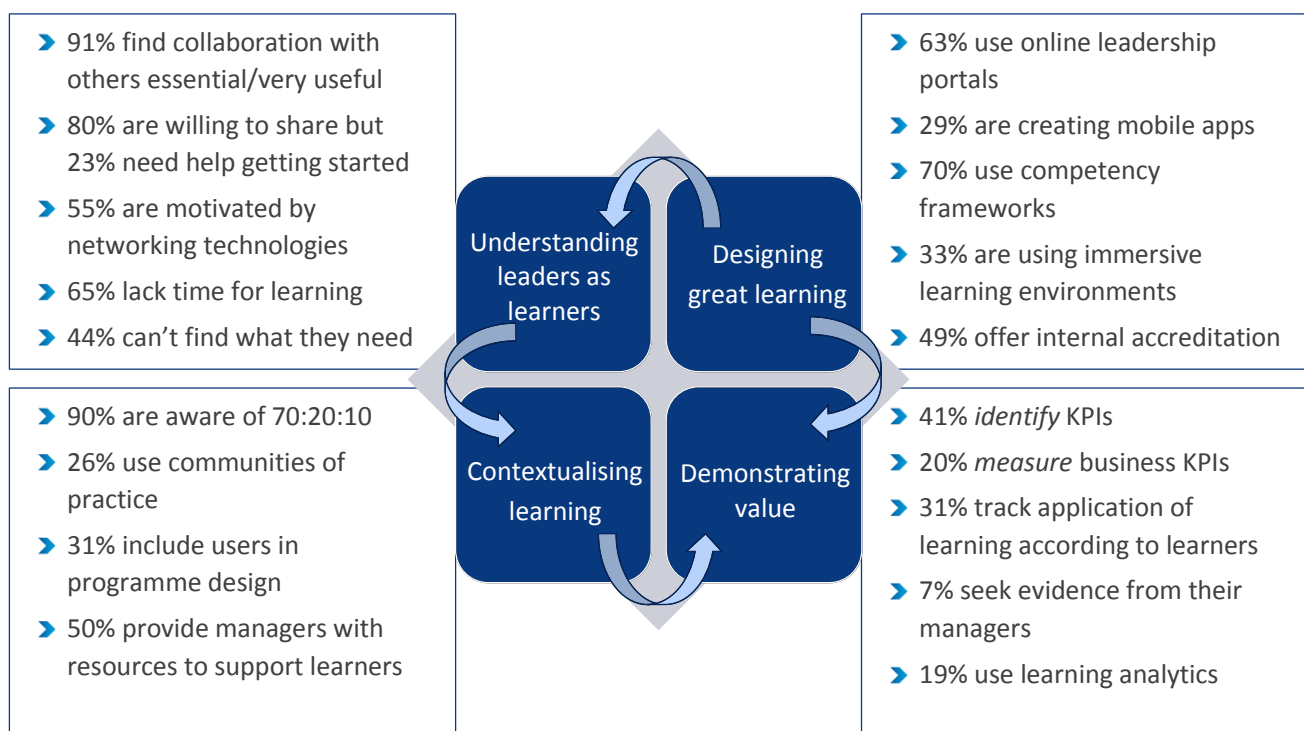 91% find collaboration with
others essential/very useful
80% are willing to share but
23% need help getting started
55% are motivated by
networking technologies
65% lack time for learning
44% can’t find what they need
63% use online leadership
portals
29% are creating mobile apps
70% use competency
frameworks
33% are using immersive
learning environments
49% offer internal accreditation
Understanding
leaders as
learners
Designing
great learning
Contextualising
learning
Demonstrating
value
90% are aware of 70:20:10
26% use communities of
practice
31% include users in
programme design
50% provide managers with
resources to support learners
41% identify KPIs
20% measure business KPIs
31% track application of
learning according to learners
7% seek evidence from their
managers
19% use learning analytics